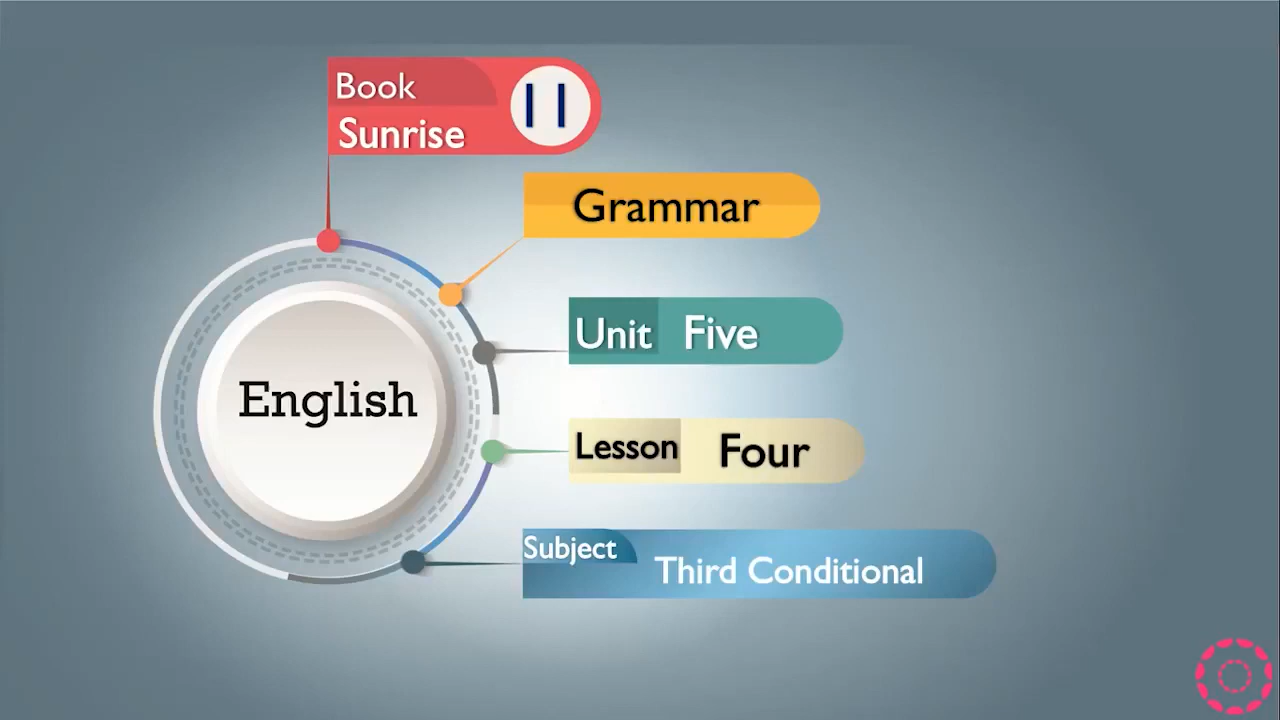 Book
Sunrise
11
Grammar
Unit Five
English
Lesson Four
Subject
Third Conditional